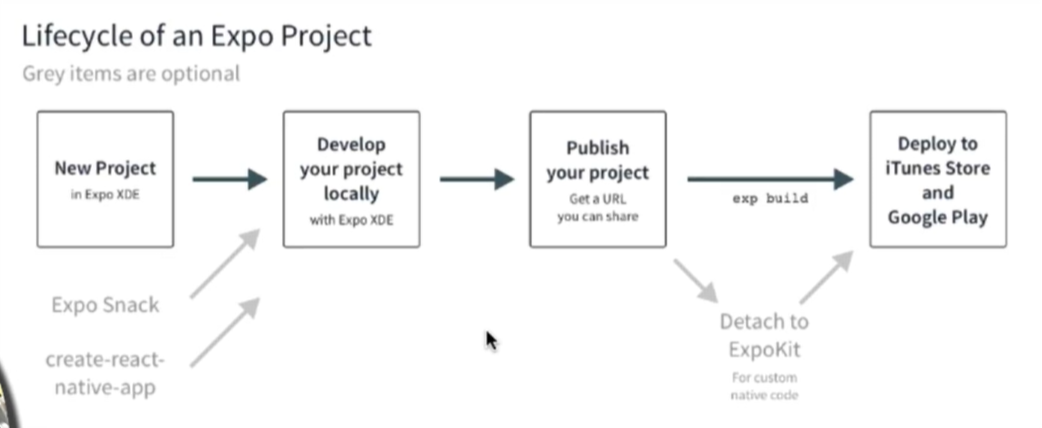 Lifecycle of an Expo Project
Grey items are optional
New Project
in Expo XDE
Develop
your project
locally
with Expo XDE
Publish
your project
Get a URL
you can share
exp build
Deploy to
iTunes Store
and
Google Play
Expo Snack
create-react-
native-app
Detach to
ExpoKit
For custom
native code